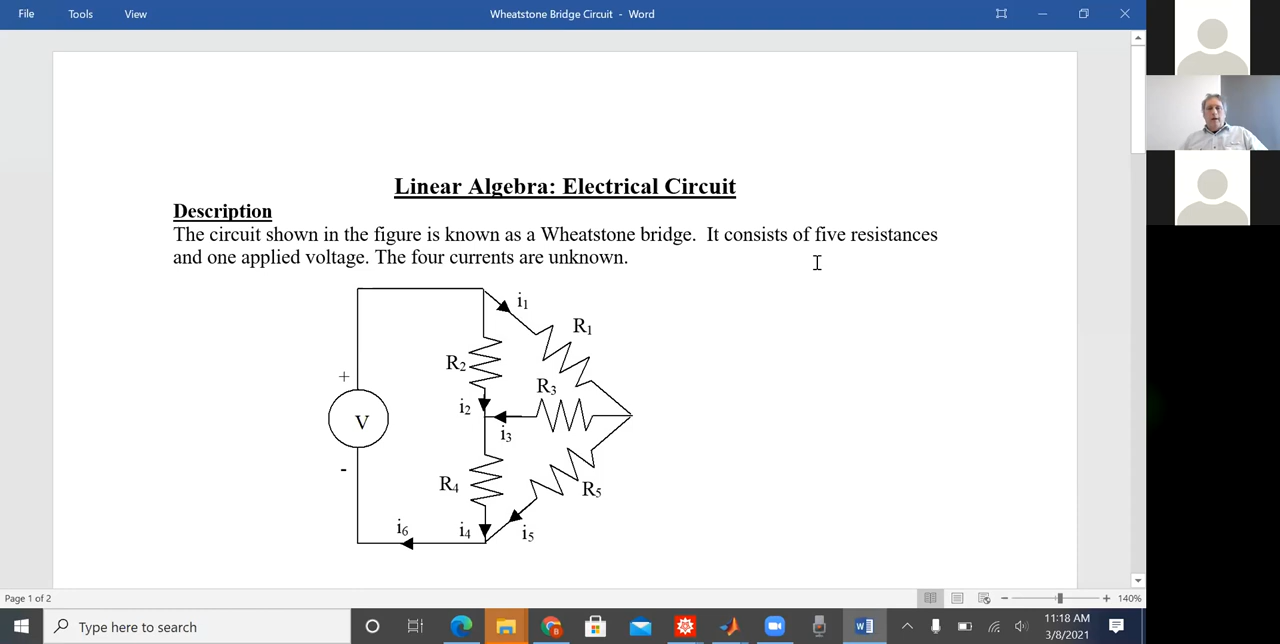 File Tools View Wheatstone Bridge Circuit - Word
Linear Algebra: Electrical Circuit
Description
The circuit shown in the figure is known as a Wheatstone bridge. It consists of five resistances
and one applied voltage. The four currents are unknown.
i1
R1
R2
+
R3
i2
V
i3
-
R4
R5
i6
i4
i5
Page 1 of 2
140%
Type here to search
11:18 AM
3/8/2021